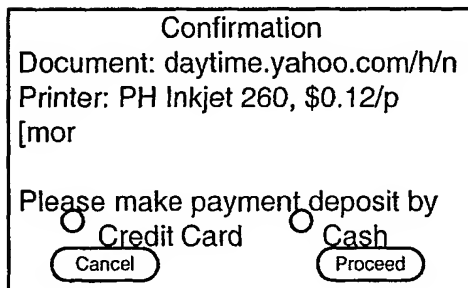 Confirmation
Document: daytime.yahoo.com/h/n
Printer: PH Inkjet 260, $0.12/p
[mor
Please make payment deposit by
Credit Card Cash
Cancel Proceed